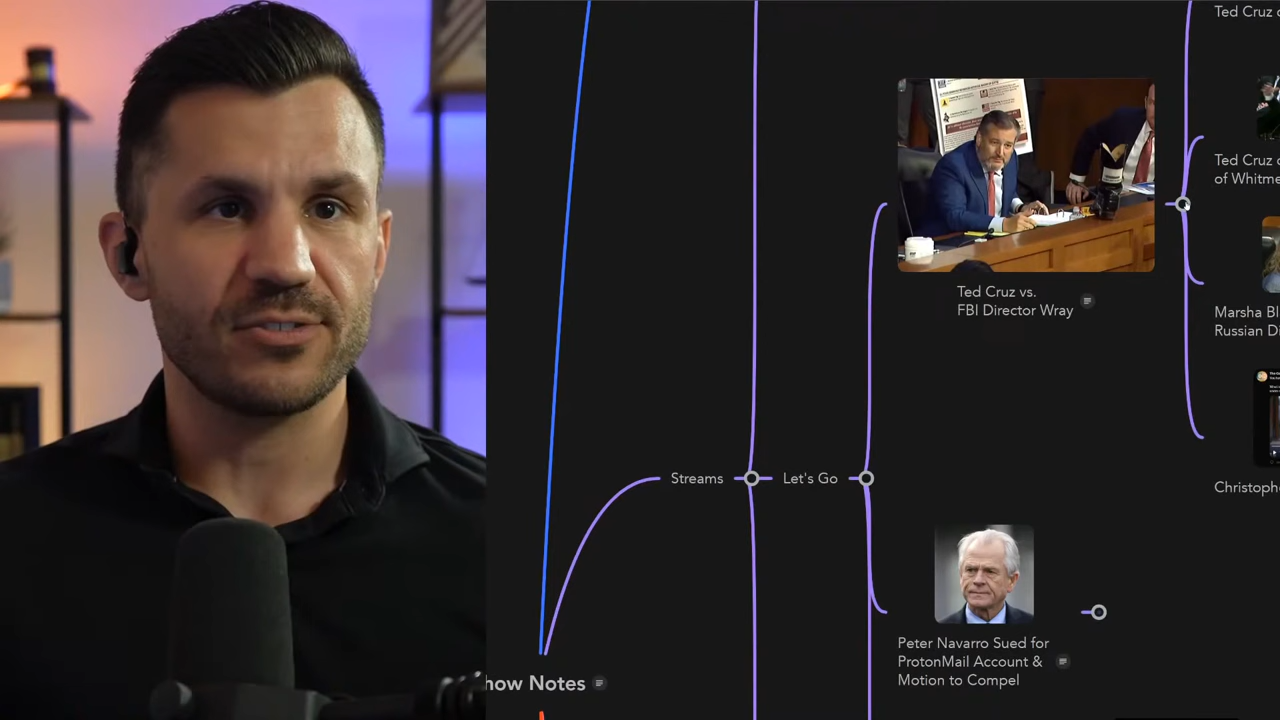 Ted Cruz
Ted Cruz
of Whitme
Ted Cruz vs.
FBI Director Wray
Marsha Bl
Russian Di
Streams
Let's Go
Christoph
Peter Navarro Sued for
ProtonMail Account &
Motion to Compel
how Notes